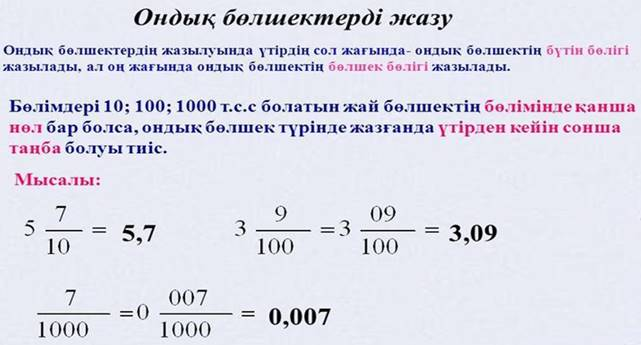 Ондық бөлшектерді жазу
Ондық бөлшектердің жазылуында үтірдің сол жағында- ондық бөлшектің бүтін бөлігі
жазылады, ал оң жағында ондық бөлшектің бөлшек бөлігі жазылады.
Бөлімдері 10; 100; 1000 т.с.с болатын жай бөлшектің бөлімінде қанша
нөл бар болса, ондық бөлшек түрінде жазғанда үтірден кейін сонша
таңба болуы тиіс.
Мысалы:
5 7/10 = 5,7 3 9/100 =3 09/100 = 3,09
7/1000 =0 007/1000 = 0,007